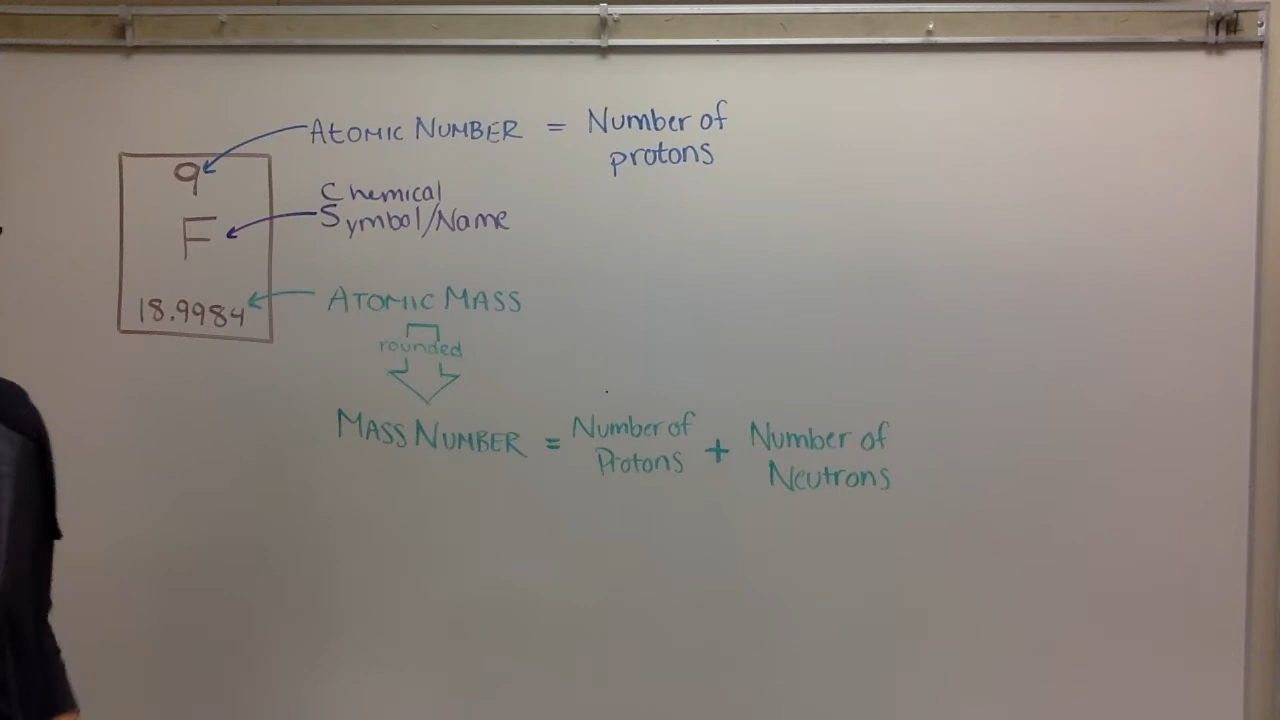 9
F
18.9984
ATOMIC NUMBER = Number of
protons
Chemical
Symbol/Name
ATOMIC MASS
rounded
MASS NUMBER = Number of
Protons + Number of
Neutrons